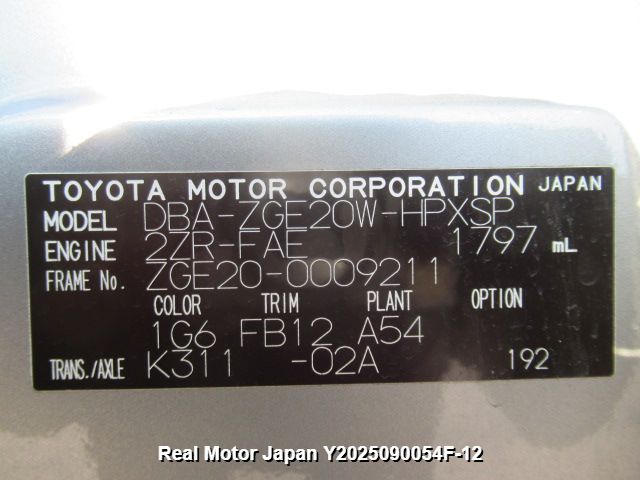 TOYOTA MOTOR CORPORATION JAPAN
MODEL DBA-ZGE20W-HPXSP
ENGINE 2ZR-FAE 1797 mL
FRAME No. ZGE20-0009211
COLOR TRIM PLANT OPTION
1G6 FB12 A54
TRANS./AXLE K311 -02A 192
Real Motor Japan Y2025090054F-12